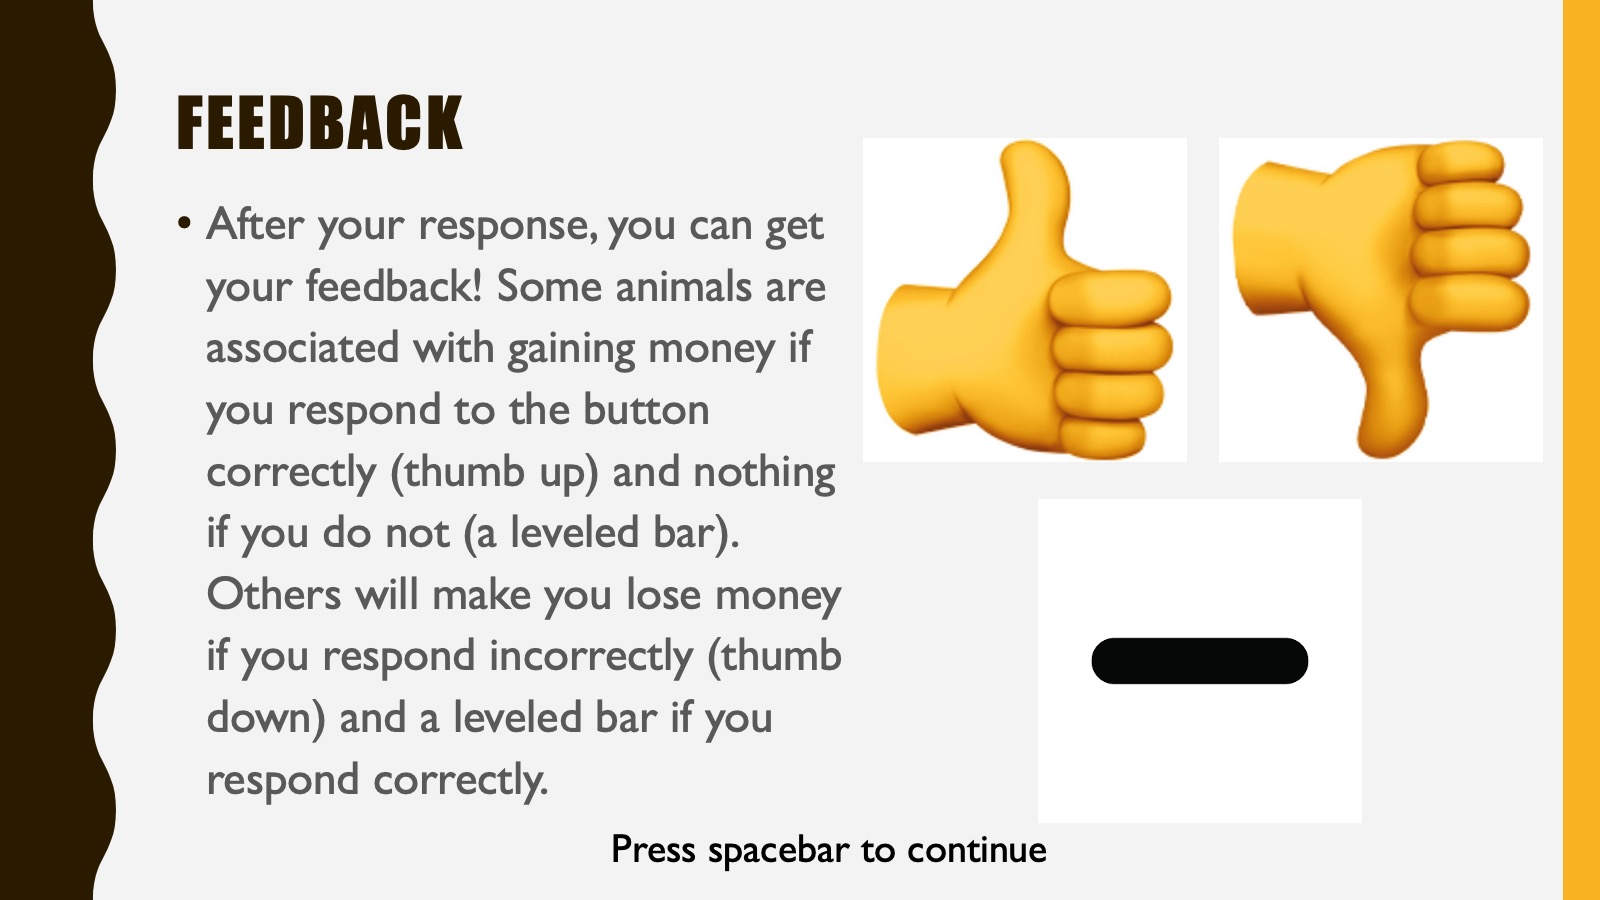 FEEDBACK
• After your response, you can get
your feedback! Some animals are
associated with gaining money if
you respond to the button
correctly (thumb up) and nothing
if you do not (a leveled bar).
Others will make you lose money
if you respond incorrectly (thumb
down) and a leveled bar if you
respond correctly.
Press spacebar to continue